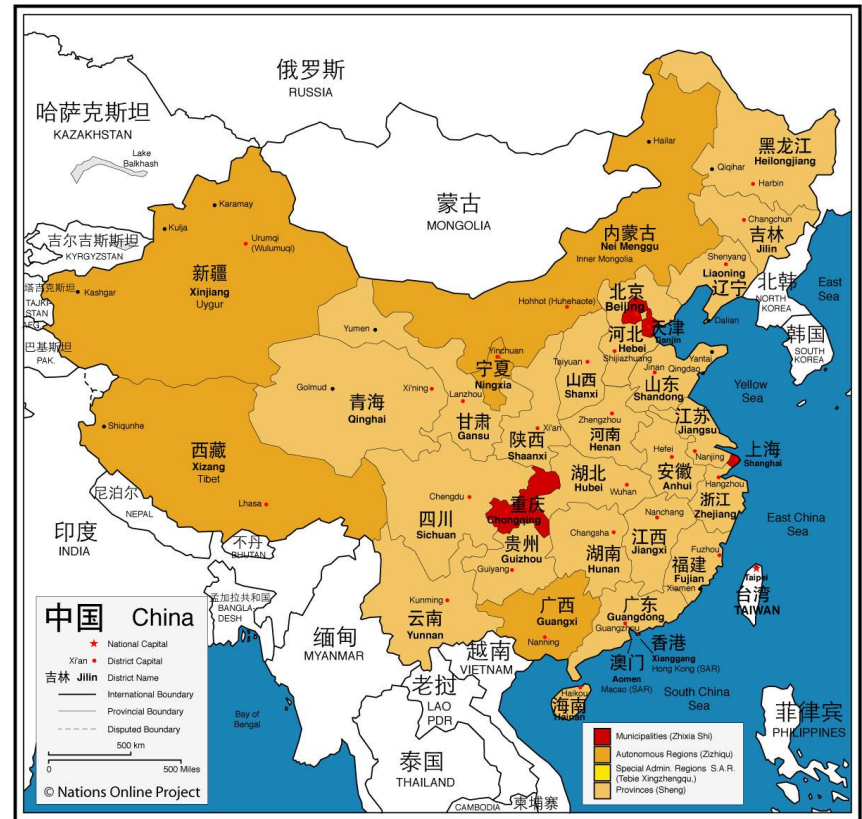 俄罗斯
RUSSIA
哈萨克斯坦
KAZAKHSTAN
Lake
Balkhash
蒙古
MONGOLIA
Hailar
黑龙江
Heilongjiang
Qiqihar
Harbin
Changchun
吉林
Jilin
Karamay
Kulja
Urumqi
(Wulumuqi)
吉尔吉斯斯坦
KYRGYZSTAN
新疆
Xinjiang
Uygur
内蒙古
Nei Menggu
Inner Mongolia
Shenyang
Liaoning
辽宁
北韩
NORTH
KOREA
East
Sea
塔吉克斯坦
TAJKI-
STAN
AFG.
Kashgar
巴基斯坦
PAK.
Hohhot (Huhehaote)
北京
Beijing
天津
Tianjin
Dalian
韩国
SOUTH
KOREA
Yumen
河北
Hebei
Shijiazhuang
Yinchuan
宁夏
Ningxia
Taiyuan
山西
Shanxi
Jinan
Yantai
Qingdao
山东
Shandong
Yellow
Sea
Golmud
青海
Qinghai
Xi'ning
Lanzhou
甘肃
Gansu
Shiqunhe
西藏
Xizang
Tibet
Lhasa
陕西
Shaanxi
Xi'an
Zhengzhou
河南
Henan
江苏
Jiangsu
Hefei
Nanjing
安徽
Anhui
上海
Shanghai
Hangzhou
浙江
Zhejiang
湖北
Hubei
Wuhan
重庆
Chongqing
Chengdu
四川
Sichuan
尼泊尔
NEPAL
印度
INDIA
不丹
BHUTAN
孟加拉共和国
BANGLA-
DESH
East China
Sea
Nanchang
江西
Jiangxi
Changsha
湖南
Hunan
贵州
Guizhou
Guiyang
Fuzhou
福建
Fujian
Xiamen
Taipei
台湾
TAIWAN
Kunming
云南
Yunnan
广西
Guangxi
Nanning
广东
Guangdong
Guangzhou
香港
Xianggang
Hong Kong (SAR)
澳门
Aomen
Macao (SAR)
缅甸
MYANMAR
越南
VIETNAM
老挝
LAO
PDR
Haikou
海南
Hainan
South China
Sea
菲律宾
PHILIPPINES
Bay of
Bengal
泰国
THAILAND
CAMBODIA
柬埔寨
中国 China
National Capital
Xi'an District Capital
吉林 Jilin District Name
International Boundary
Provincial Boundary
Disputed Boundary
500 km
0 500 Miles
© Nations Online Project
Municipalities (Zhixia Shi)
Autonomous Regions (Zizhiqu)
Special Admin. Regions S.A.R.
(Tebie Xingzhengqu,)
Provinces (Sheng)